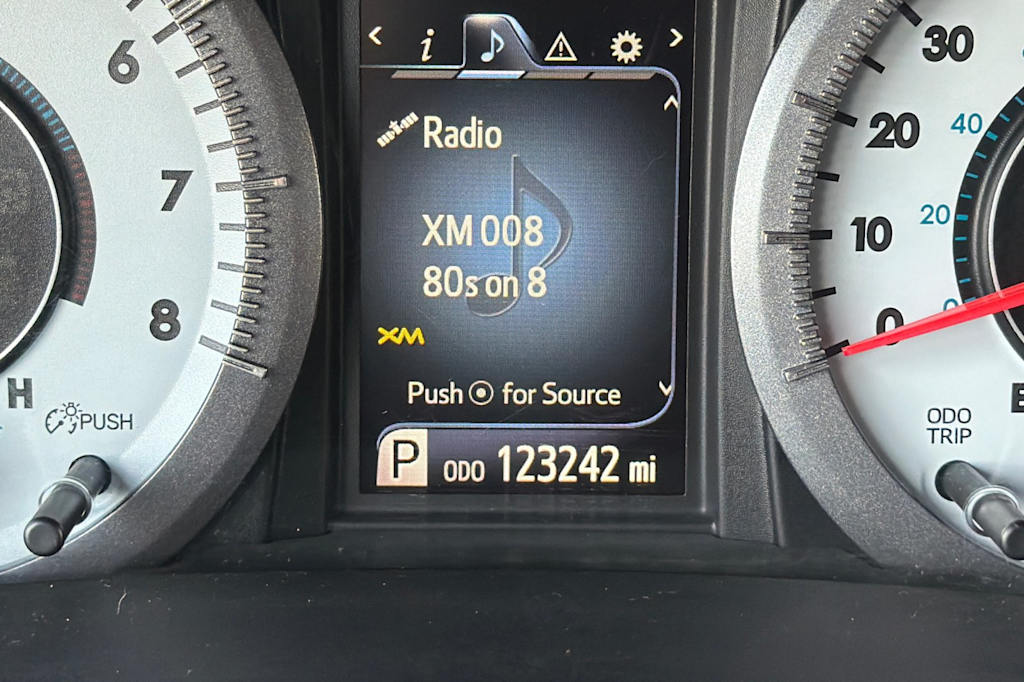 6
7
8
H
PUSH
i
Radio
XM 008
80s on 8
XM
Push for Source
P ODO 123242 mi
30
20
10
0
40
20
0
ODO
TRIP